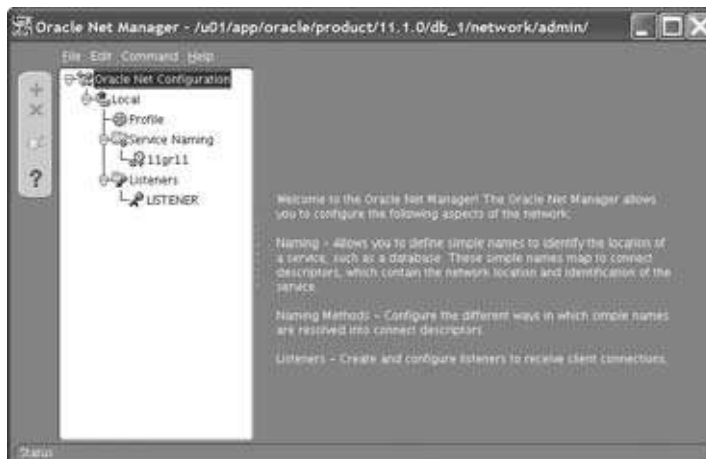 Oracle Net Manager - /u01/app/oracle/product/11.1.0/db_1/network/admin/
File Edit Command Help
Oracle Net Configuration
Local
Profile
Service Naming
11gr11
Listeners
LISTENER
Welcome to the Oracle Net Manager! The Oracle Net Manager allows
you to configure the following aspects of the network:
Naming - Allows you to define simple names to identify the location of
a service, such as a database. These simple names map to connect
descriptors, which contain the network location and identification of the
service.
Naming Methods - Configure the different ways in which simple names
are resolved into connect descriptors.
Listeners - Create and configure listeners to receive client connections.
Status